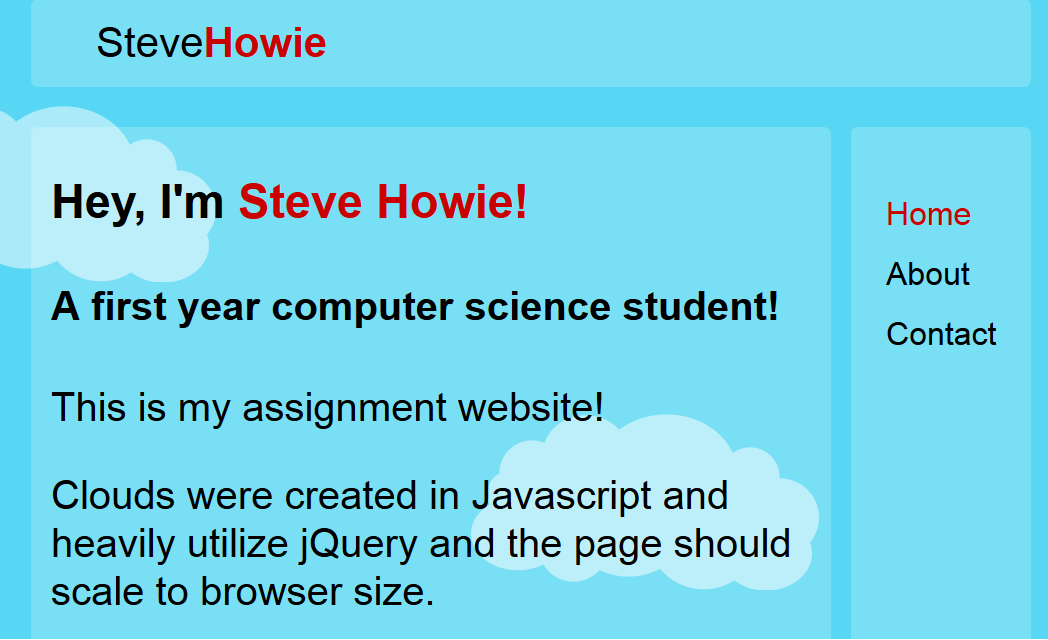 SteveHowie
Hey, I'm Steve Howie!
A first year computer science student!
This is my assignment website!
Clouds were created in Javascript and
heavily utilize jQuery and the page should
scale to browser size.
Home
About
Contact